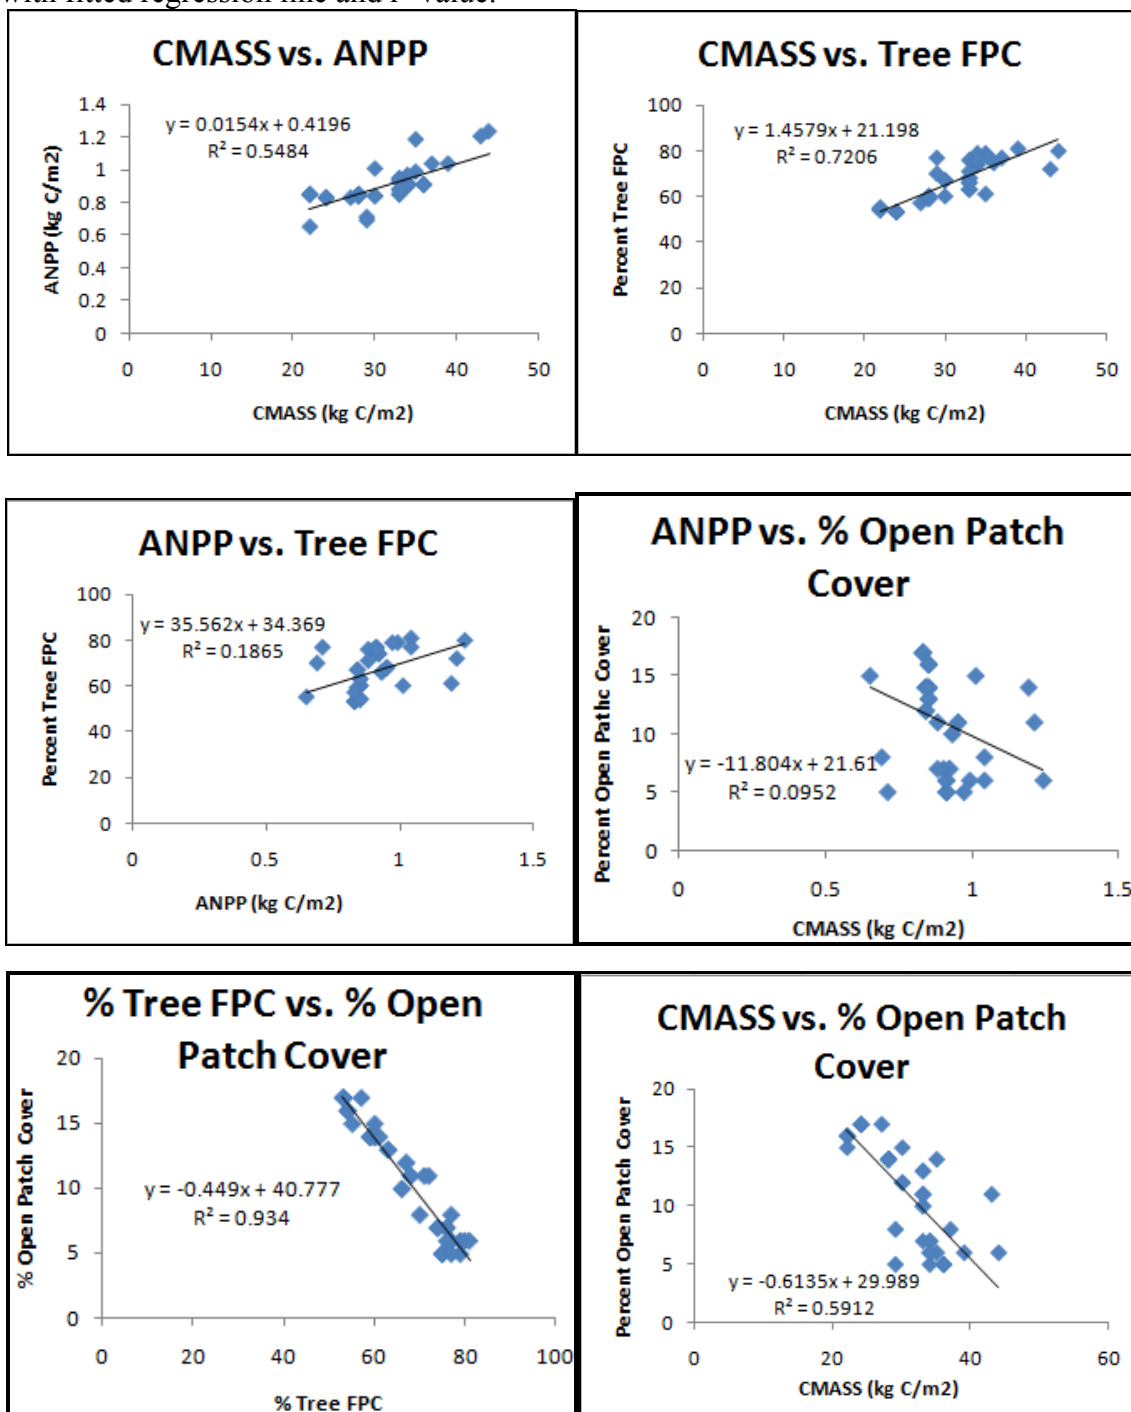 with fitted regression line and r² value.
CMASS vs. ANPP
1.4
1.2
1
0.8
0.6
0.4
0.2
0
y = 0.0154x + 0.4196
R² = 0.5484
ANPP (kg C/m2)
0 10 20 30 40 50
CMASS (kg C/m2)
CMASS vs. Tree FPC
100
80
60
40
20
0
y = 1.4579x + 21.198
R² = 0.7206
Percent Tree FPC
0 10 20 30 40 50
CMASS (kg C/m2)
ANPP vs. Tree FPC
100
80
60
40
20
0
y = 35.562x + 34.369
R² = 0.1865
Percent Tree FPC
0 0.5 1 1.5
ANPP (kg C/m2)
ANPP vs. % Open Patch
Cover
20
15
10
5
0
y = -11.804x + 21.61
R² = 0.0952
Percent Open Pathc Cover
0 0.5 1 1.5
CMASS (kg C/m2)
% Tree FPC vs. % Open
Patch Cover
20
15
10
5
0
y = -0.449x + 40.777
R² = 0.934
% Open Patch Cover
0 20 40 60 80 100
% Tree FPC
CMASS vs. % Open Patch
Cover
20
15
10
5
0
y = -0.6135x + 29.989
R² = 0.5912
Percent Open Patch Cover
0 20 40 60
CMASS (kg C/m2)